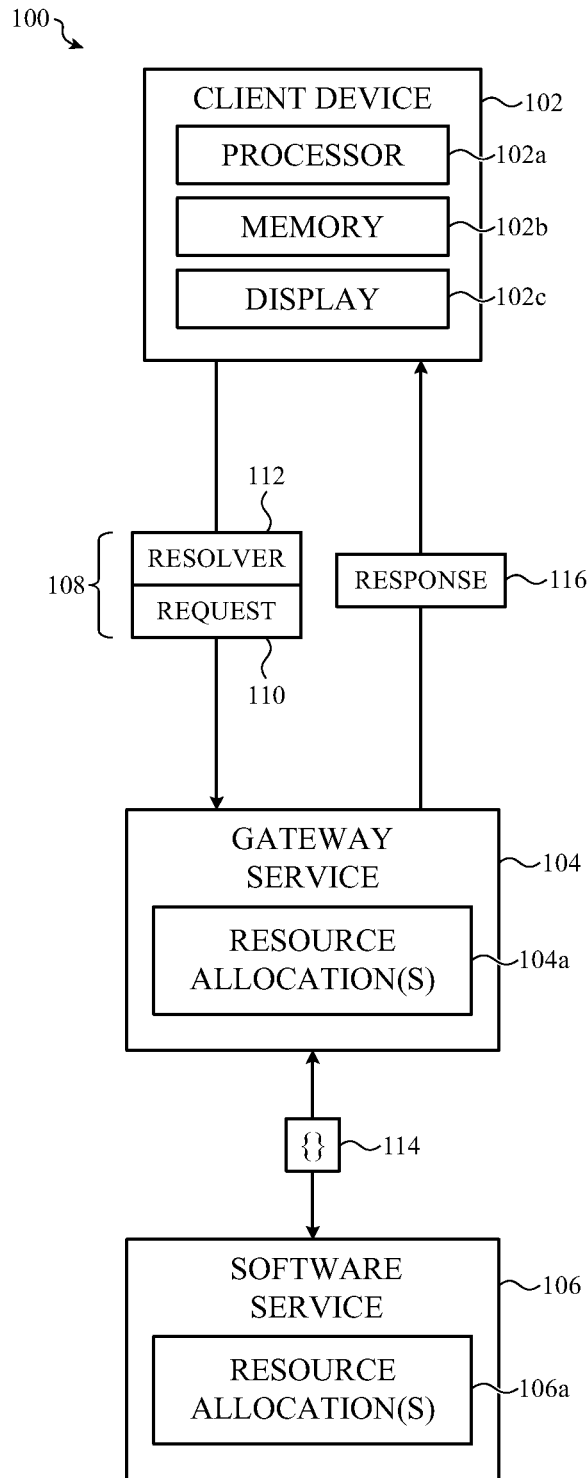 100
CLIENT DEVICE
102
PROCESSOR
102a
MEMORY
102b
DISPLAY
102c
112
108
RESOLVER
REQUEST
110
RESPONSE
116
GATEWAY
SERVICE
104
RESOURCE
ALLOCATION(S)
104a
{}
114
SOFTWARE
SERVICE
106
RESOURCE
ALLOCATION(S)
106a